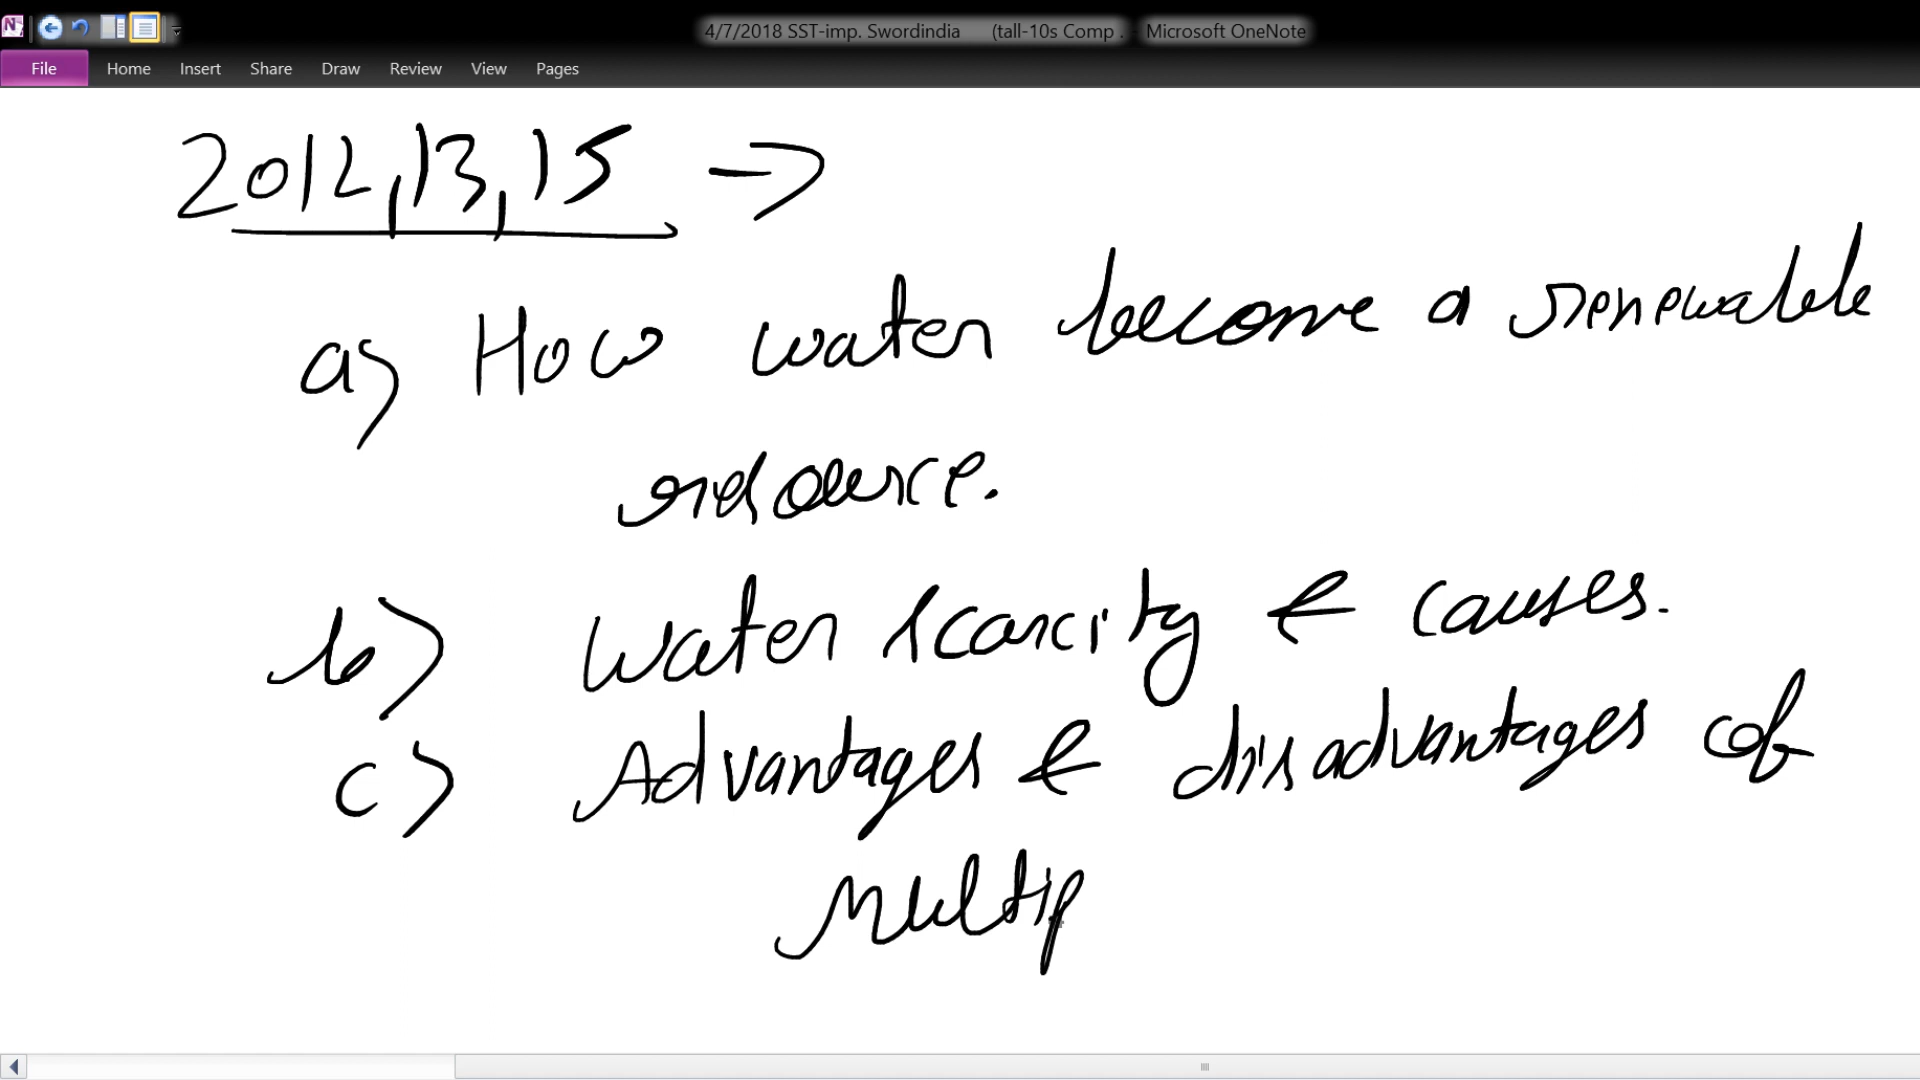 4/7/2018 SST-imp. Swordindia (tall-10s Comp . - Microsoft OneNote
File Home Insert Share Draw Review View Pages
2012,13,15 →
a) How water become a renewable
resource.
b) Water scarcity & causes.
c) Advantages & disadvantages of
Multip